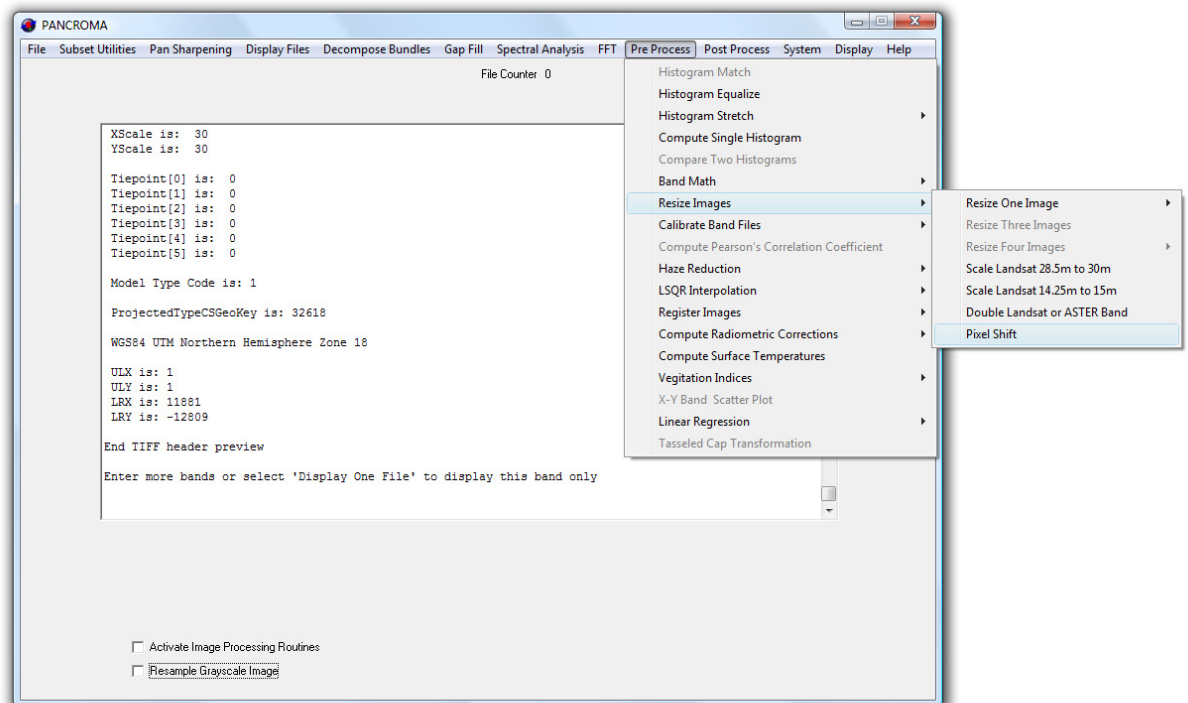 PANCROMA
File Subset Utilities Pan Sharpening Display Files Decompose Bundles Gap Fill Spectral Analysis FFT Pre Process Post Process System Display Help
File Counter 0
XScale is: 30
YScale is: 30
Tiepoint[0] is: 0
Tiepoint[1] is: 0
Tiepoint[2] is: 0
Tiepoint[3] is: 0
Tiepoint[4] is: 0
Tiepoint[5] is: 0
Model Type Code is: 1
ProjectedTypeCSGeoKey is: 32618
WGS84 UTM Northern Hemisphere Zone 18
ULX is: 1
ULY is: 1
LRX is: 11881
LRY is: -12809
End TIFF header preview
Enter more bands or select 'Display One File' to display this band only
Histogram Match
Histogram Equalize
Histogram Stretch
Compute Single Histogram
Compare Two Histograms
Band Math
Resize Images
Calibrate Band Files
Compute Pearson's Correlation Coefficient
Haze Reduction
LSQR Interpolation
Register Images
Compute Radiometric Corrections
Compute Surface Temperatures
Vegitation Indices
X-Y Band Scatter Plot
Linear Regression
Tasseled Cap Transformation
Resize One Image
Resize Three Images
Resize Four Images
Scale Landsat 28.5m to 30m
Scale Landsat 14.25m to 15m
Double Landsat or ASTER Band
Pixel Shift
Activate Image Processing Routines
Resample Grayscale Image